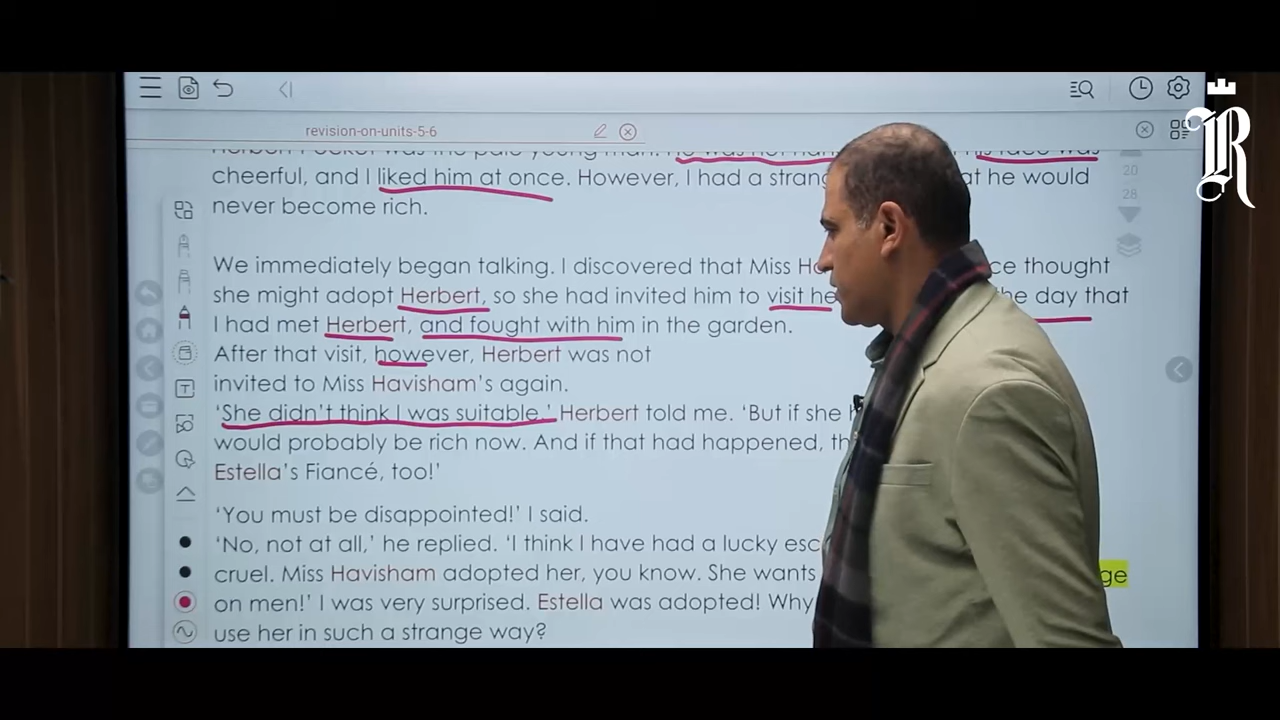 revision-on-units-5-6
R
20
cheerful, and I liked him at once. However, I had a strang at he would
28
never become rich.
We immediately began talking. I discovered that Miss Ha ce thought
she might adopt Herbert, so she had invited him to visit he the day that
I had met Herbert, and fought with him in the garden.
After that visit, however, Herbert was not
invited to Miss Havisham's again.
'She didn't think I was suitable.' Herbert told me. 'But if she h
would probably be rich now. And if that had happened, th
Estella's Fiancé, too!'
'You must be disappointed!' I said.
'No, not at all,' he replied. 'I think I have had a lucky esc
cruel. Miss Havisham adopted her, you know. She wants ge
on men!' I was very surprised. Estella was adopted! Why
use her in such a strange way?